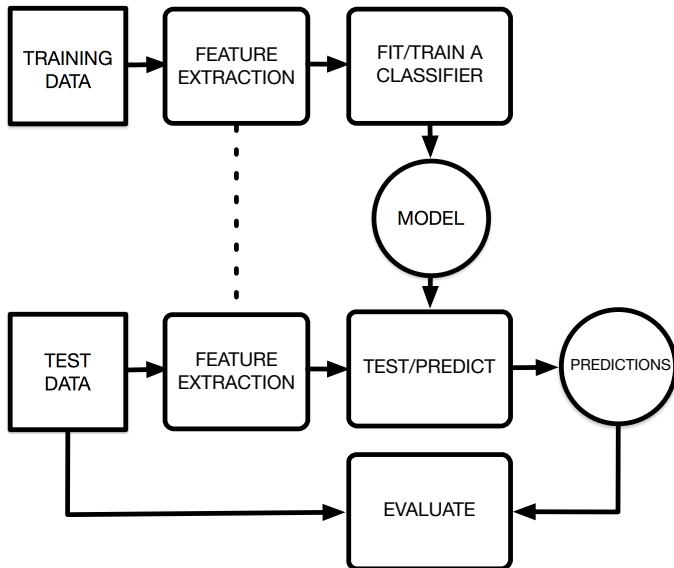 TRAINING
DATA
FEATURE
EXTRACTION
FIT/TRAIN A
CLASSIFIER
MODEL
TEST
DATA
FEATURE
EXTRACTION
TEST/PREDICT
PREDICTIONS
EVALUATE